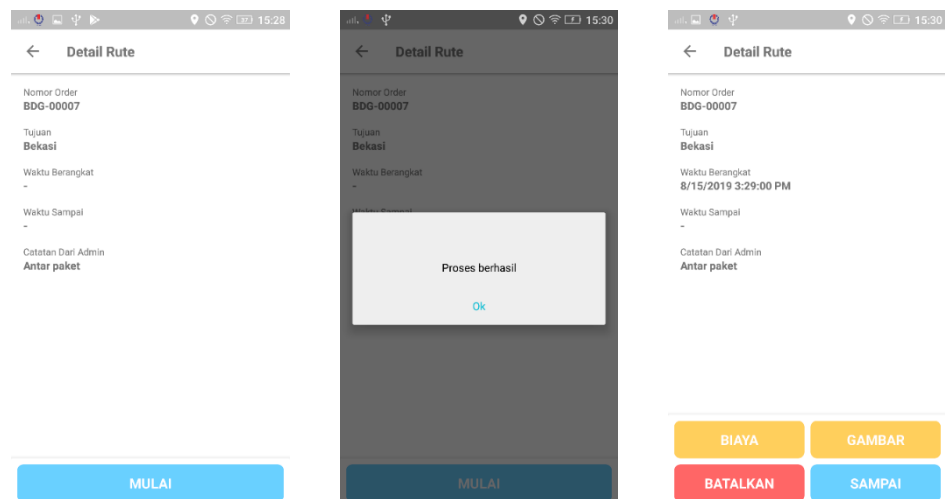 15:28
Detail Rute
Nomor Order
BDG-00007
Tujuan
Bekasi
Waktu Berangkat
-
Waktu Sampai
-
Catatan Dari Admin
Antar paket
MULAI
15:30
Detail Rute
Nomor Order
BDG-00007
Tujuan
Bekasi
Waktu Berangkat
-
Waktu Sampai
Proses berhasil
Ok
MULAI
15:30
Detail Rute
Nomor Order
BDG-00007
Tujuan
Bekasi
Waktu Berangkat
8/15/2019 3:29:00 PM
Waktu Sampai
-
Catatan Dari Admin
Antar paket
BIAYA
GAMBAR
BATALKAN
SAMPAI